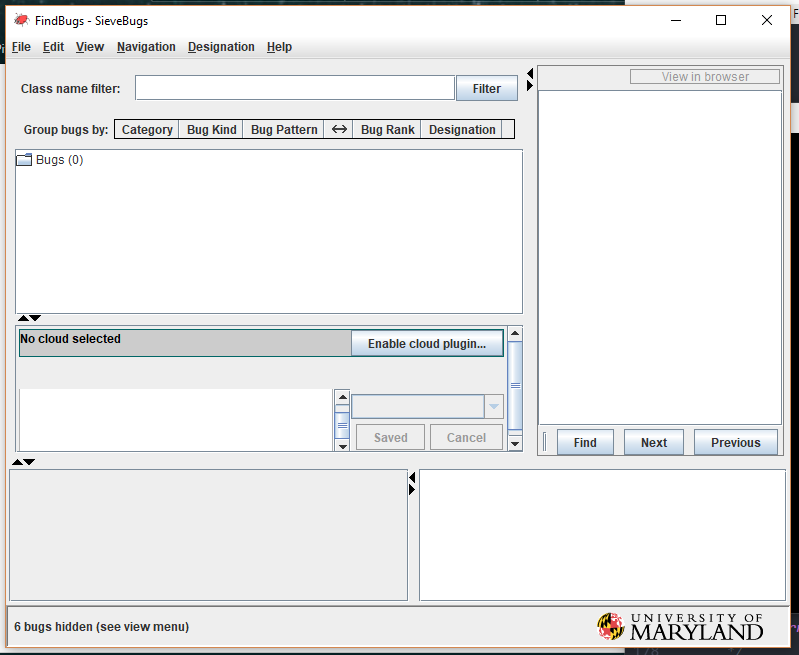 FindBugs - SieveBugs
File Edit View Navigation Designation Help
Class name filter: Filter
View in browser
Group bugs by: Category Bug Kind Bug Pattern Bug Rank Designation
Bugs (0)
No cloud selected Enable cloud plugin...
Saved Cancel
Find Next Previous
6 bugs hidden (see view menu)
UNIVERSITY OF
MARYLAND